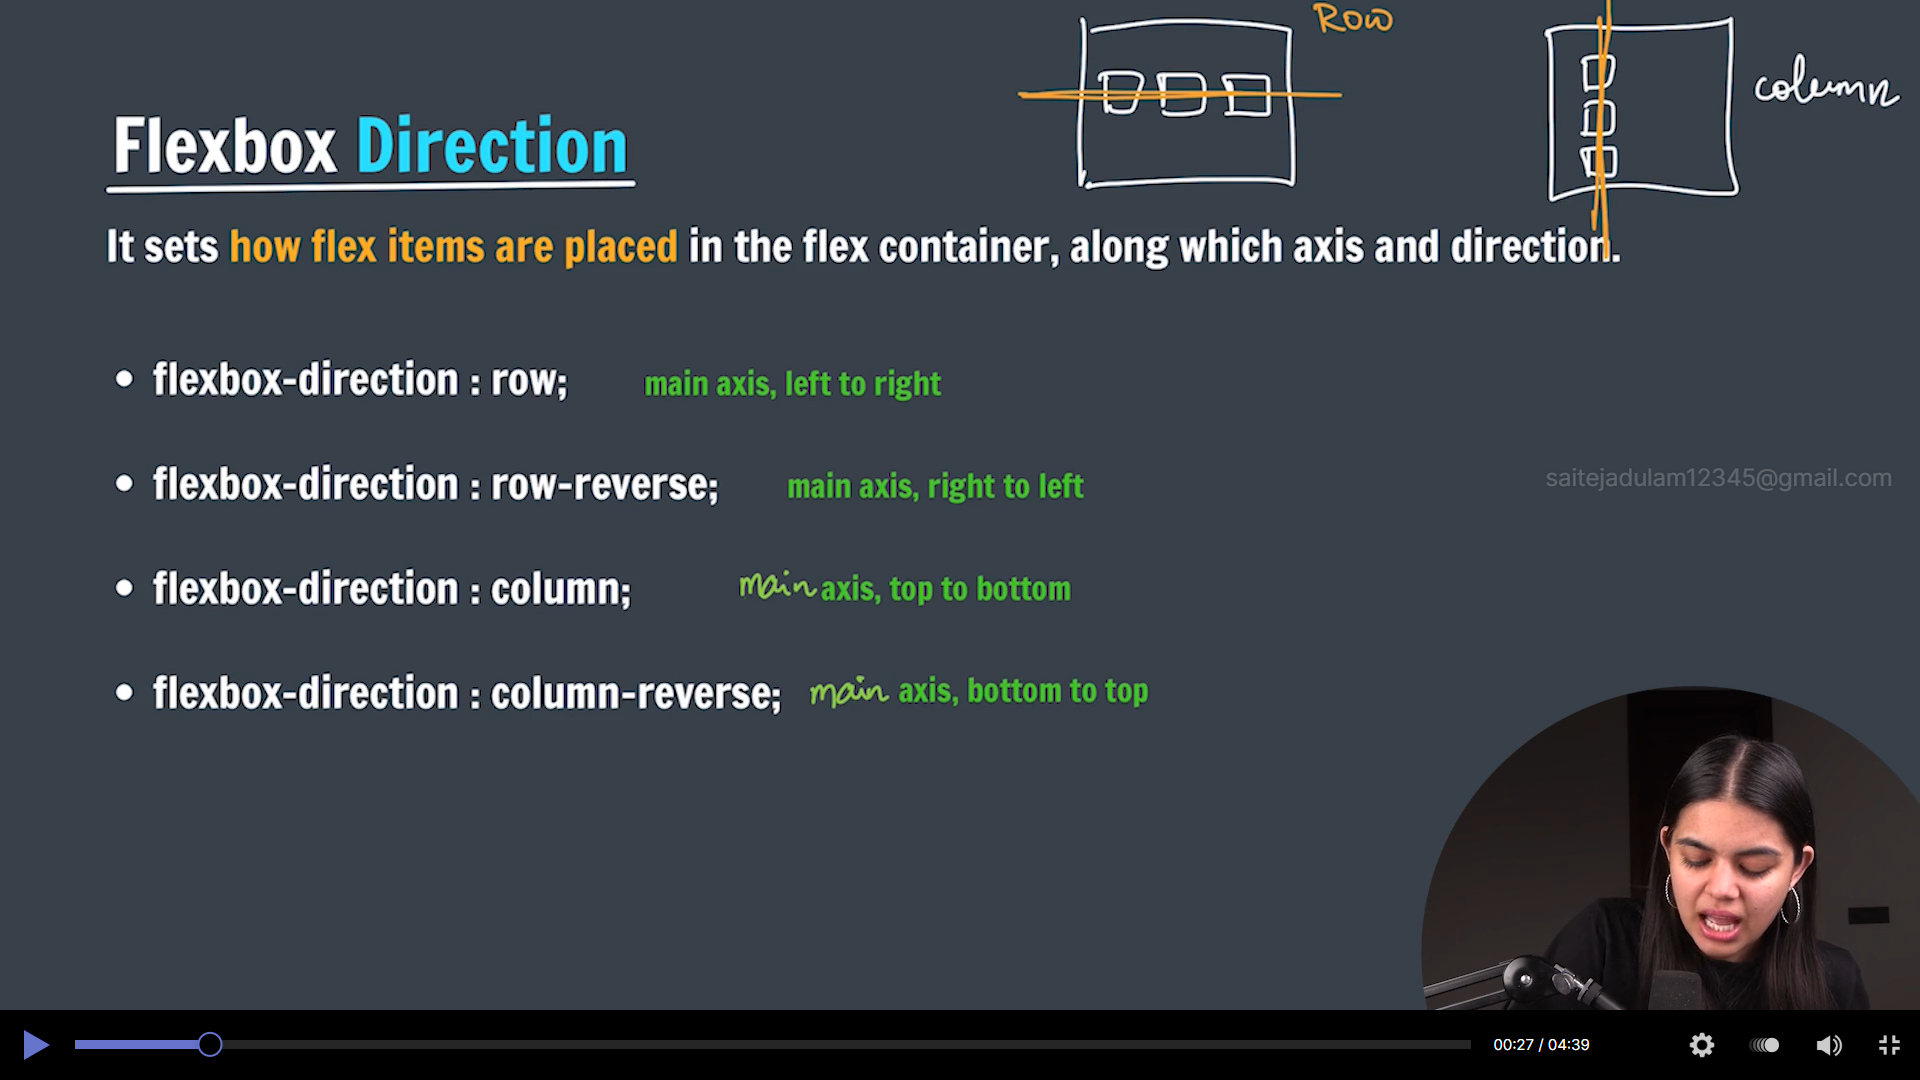 Row
column
Flexbox Direction
It sets how flex items are placed in the flex container, along which axis and direction.
• flexbox-direction : row; main axis, left to right
• flexbox-direction : row-reverse; main axis, right to left
saitejadulam12345@gmail.com
• flexbox-direction : column; main axis, top to bottom
• flexbox-direction : column-reverse; main axis, bottom to top
00:27 / 04:39